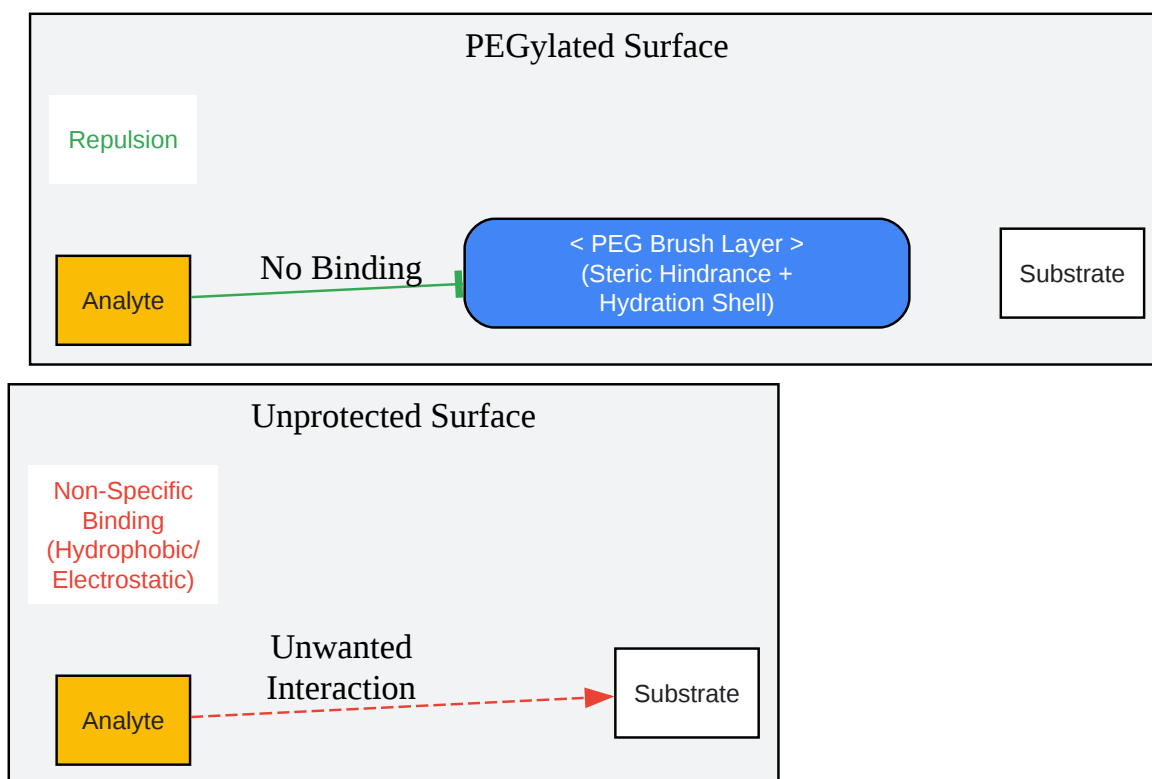 PEGylated Surface
Repulsion
No Binding
Analyte
< PEG Brush Layer >
(Steric Hindrance +
Hydration Shell)
Substrate
Unprotected Surface
Non-Specific
Binding
(Hydrophobic/
Electrostatic)
Unwanted
Interaction
Analyte
Substrate